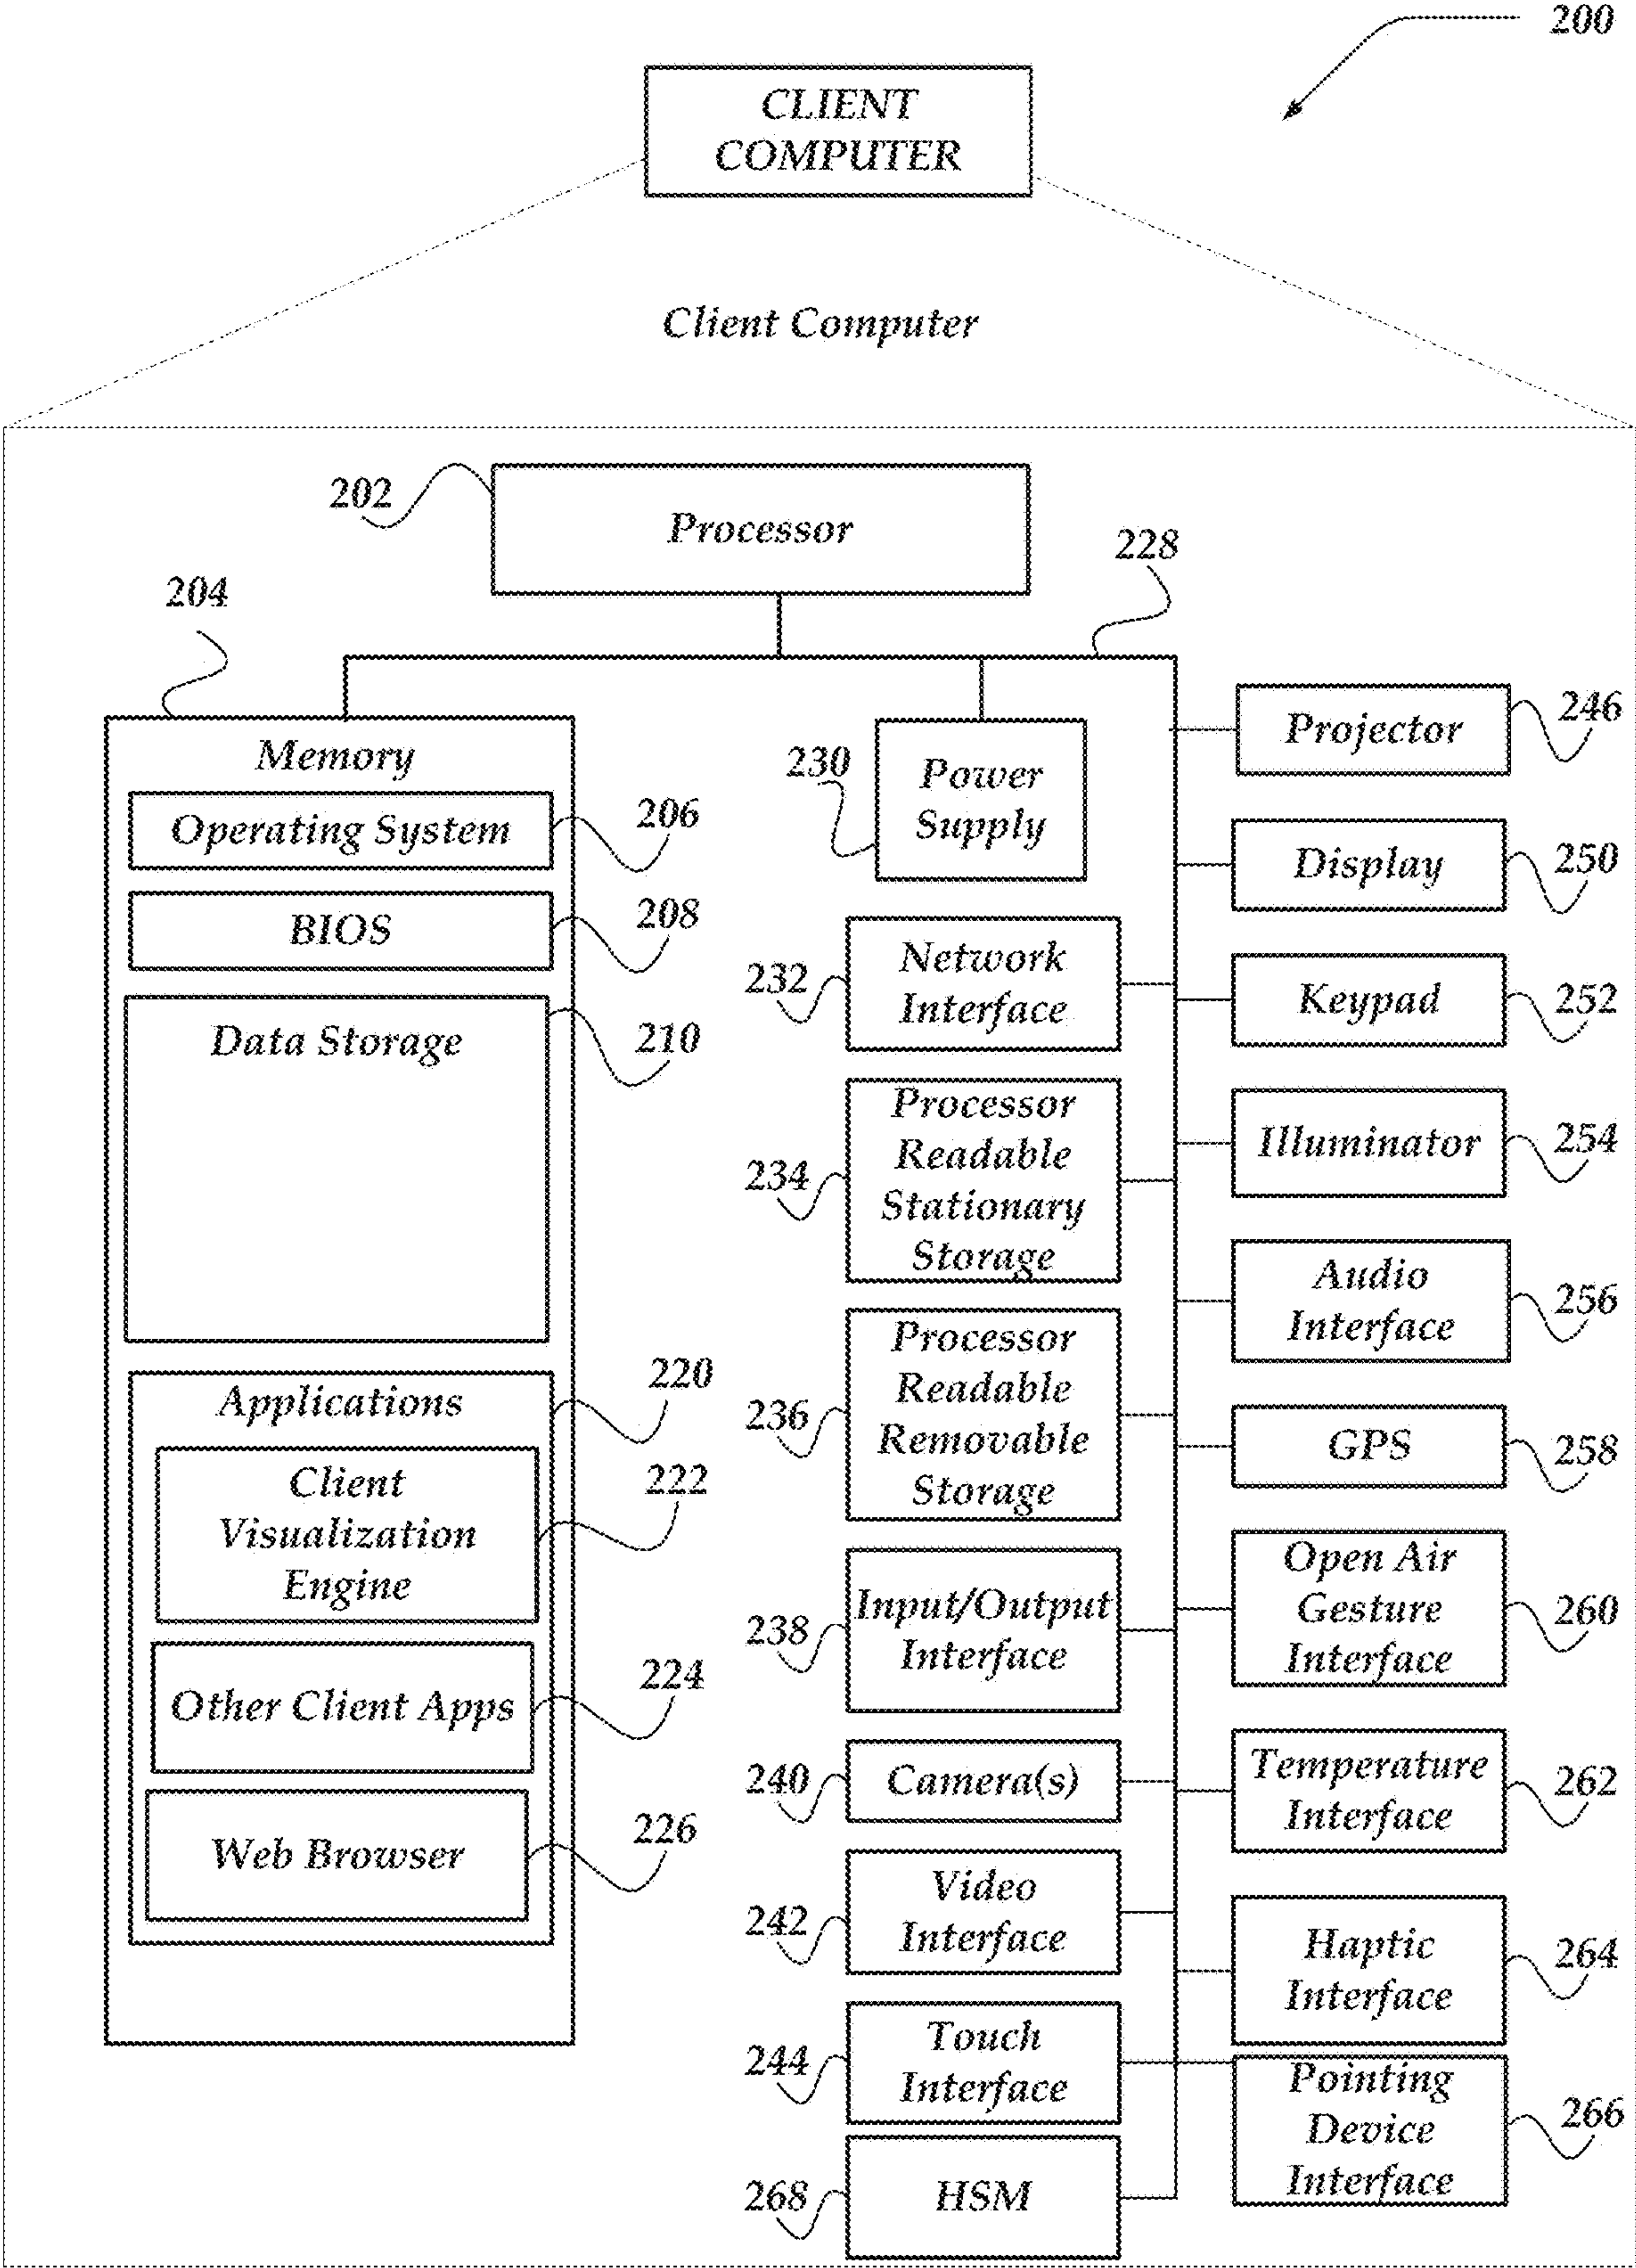 200
CLIENT
COMPUTER
Client Computer
202
Processor
228
204
Memory
Operating System
206
BIOS
208
Data Storage
210
Applications
220
Client
Visualization
Engine
222
Other Client Apps
224
Web Browser
226
230
Power
Supply
232
Network
Interface
234
Processor
Readable
Stationary
Storage
236
Processor
Readable
Removable
Storage
238
Input/Output
Interface
240
Camera(s)
242
Video
Interface
244
Touch
Interface
268
HSM
Projector
246
Display
250
Keypad
252
Illuminator
254
Audio
Interface
256
GPS
258
Open Air
Gesture
Interface
260
Temperature
Interface
262
Haptic
Interface
264
Pointing
Device
Interface
266